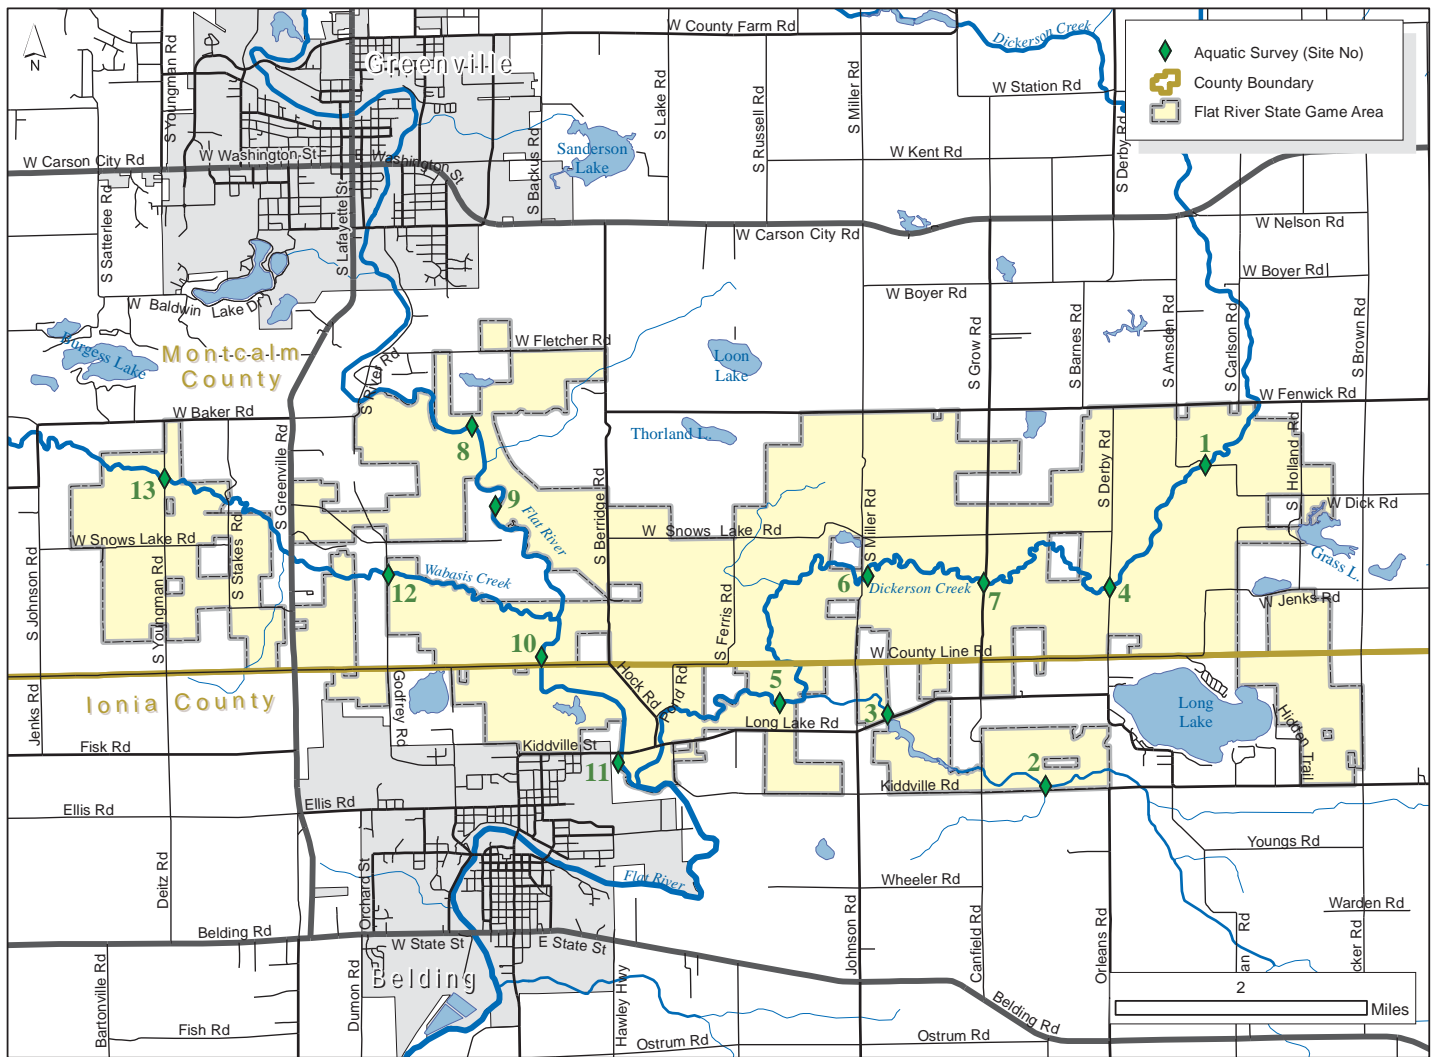 N
Greenville
W County Farm Rd
Dickerson Creek
Aquatic Survey (Site No)
County Boundary
Flat River State Game Area
W Station Rd
S Youngman Rd
S Lake Rd
S Russell Rd
S Miller Rd
S Derby Rd
W Carson City Rd
W Washington St
E Washington St
S Backus Rd
Sanderson
Lake
W Kent Rd
S Satterlee Rd
S Lafayette St
W Carson City Rd
W Nelson Rd
W Boyer Rd
W Boyer Rd
W Baldwin Lake Dr
Burgess Lake
Montcalm
County
S River Rd
W Fletcher Rd
Loon
Lake
S Grow Rd
S Barnes Rd
S Amsden Rd
S Carlson Rd
S Brown Rd
W Fenwick Rd
W Baker Rd
Thorland L.
8
1
13
9
S Greenville Rd
S Berridge Rd
S Derby Rd
S Holland Rd
W Dick Rd
W Snows Lake Rd
W Snows Lake Rd
S Miller Rd
Flat River
Grass L.
S Johnson Rd
S Youngman Rd
S Stakes Rd
12
Wabasis Creek
S Ferris Rd
6
Dickerson Creek
7
4
W Jenks Rd
10
W County Line Rd
Ionia County
Jenks Rd
Godfrey Rd
Hock Rd
Pond Rd
5
3
Long Lake Rd
Long
Lake
Hidden Trail
Fisk Rd
Kiddville St
11
2
Kiddville Rd
Ellis Rd
Ellis Rd
Youngs Rd
Deitz Rd
Orchard St
Flat River
Wheeler Rd
Warden Rd
Belding Rd
W State St
E State St
Belding
Johnson Rd
Canfield Rd
Orleans Rd
an Rd
cker Rd
Bartonville Rd
Dumon Rd
Hawley Hwy
Belding Rd
2
Miles
Fish Rd
Ostrum Rd
Ostrum Rd